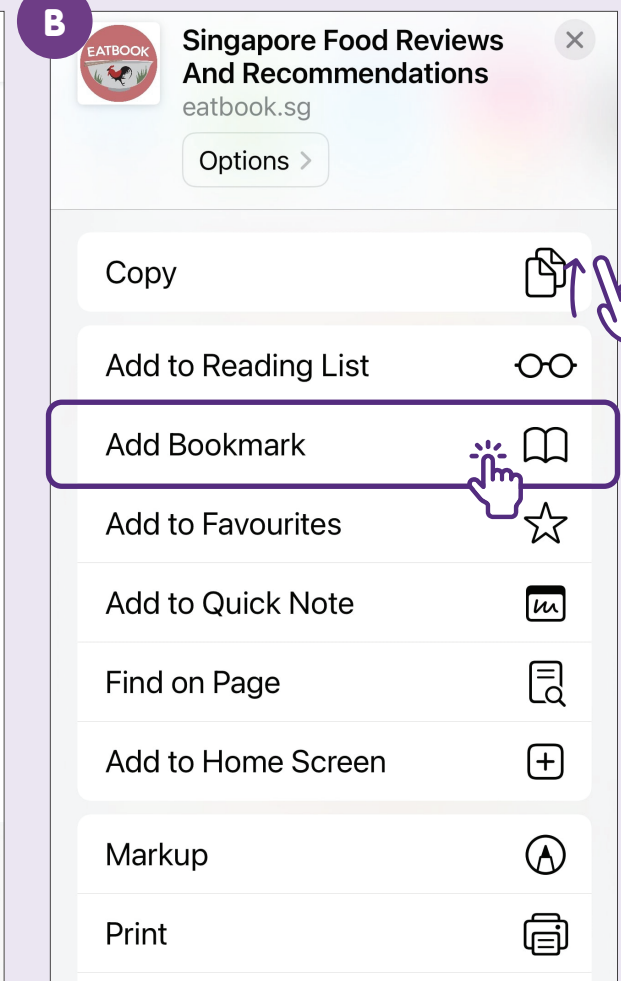 B
EATBOOK
Singapore Food Reviews
And Recommendations
eatbook.sg
Options
Copy
Add to Reading List
Add Bookmark
Add to Favourites
Add to Quick Note
Find on Page
Add to Home Screen
Markup
Print